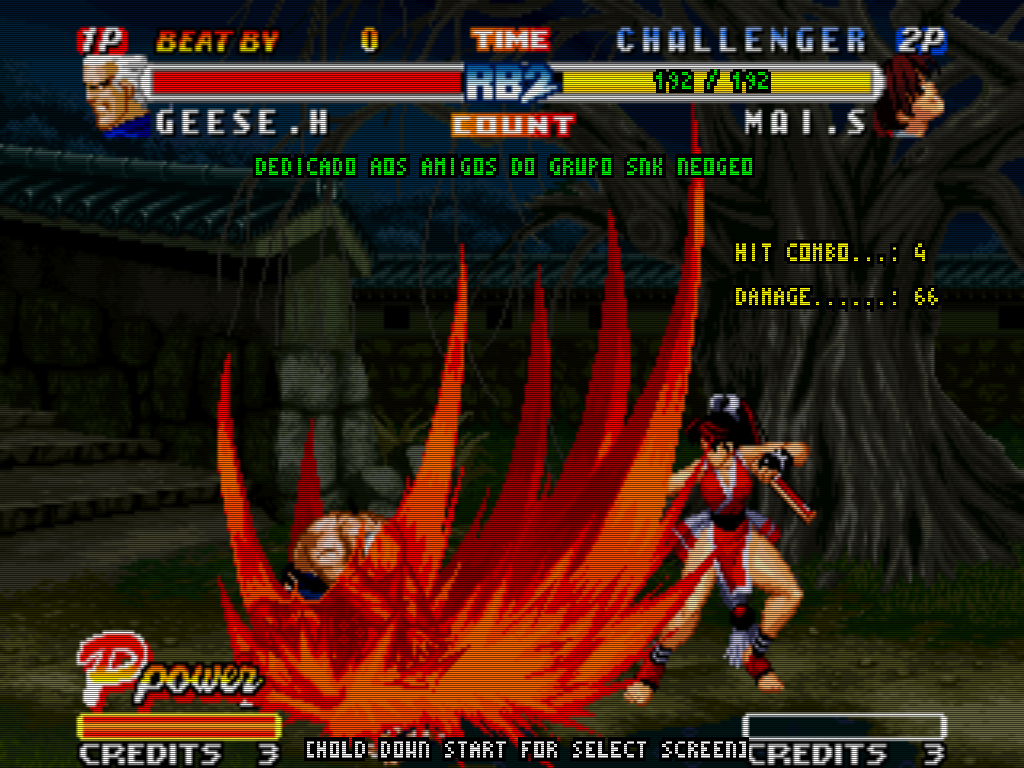 1P BEAT BY 0 TIME CHALLENGER 2P
RB2 192 / 192
GEESE.H COUNT MAI.S
DEDICADO AOS AMIGOS DO GRUPO SNK NEOGEO
HIT COMBO...: 4
DAMAGE......: 66
P power
CREDITS 3 [HOLD DOWN START FOR SELECT SCREEN] CREDITS 3